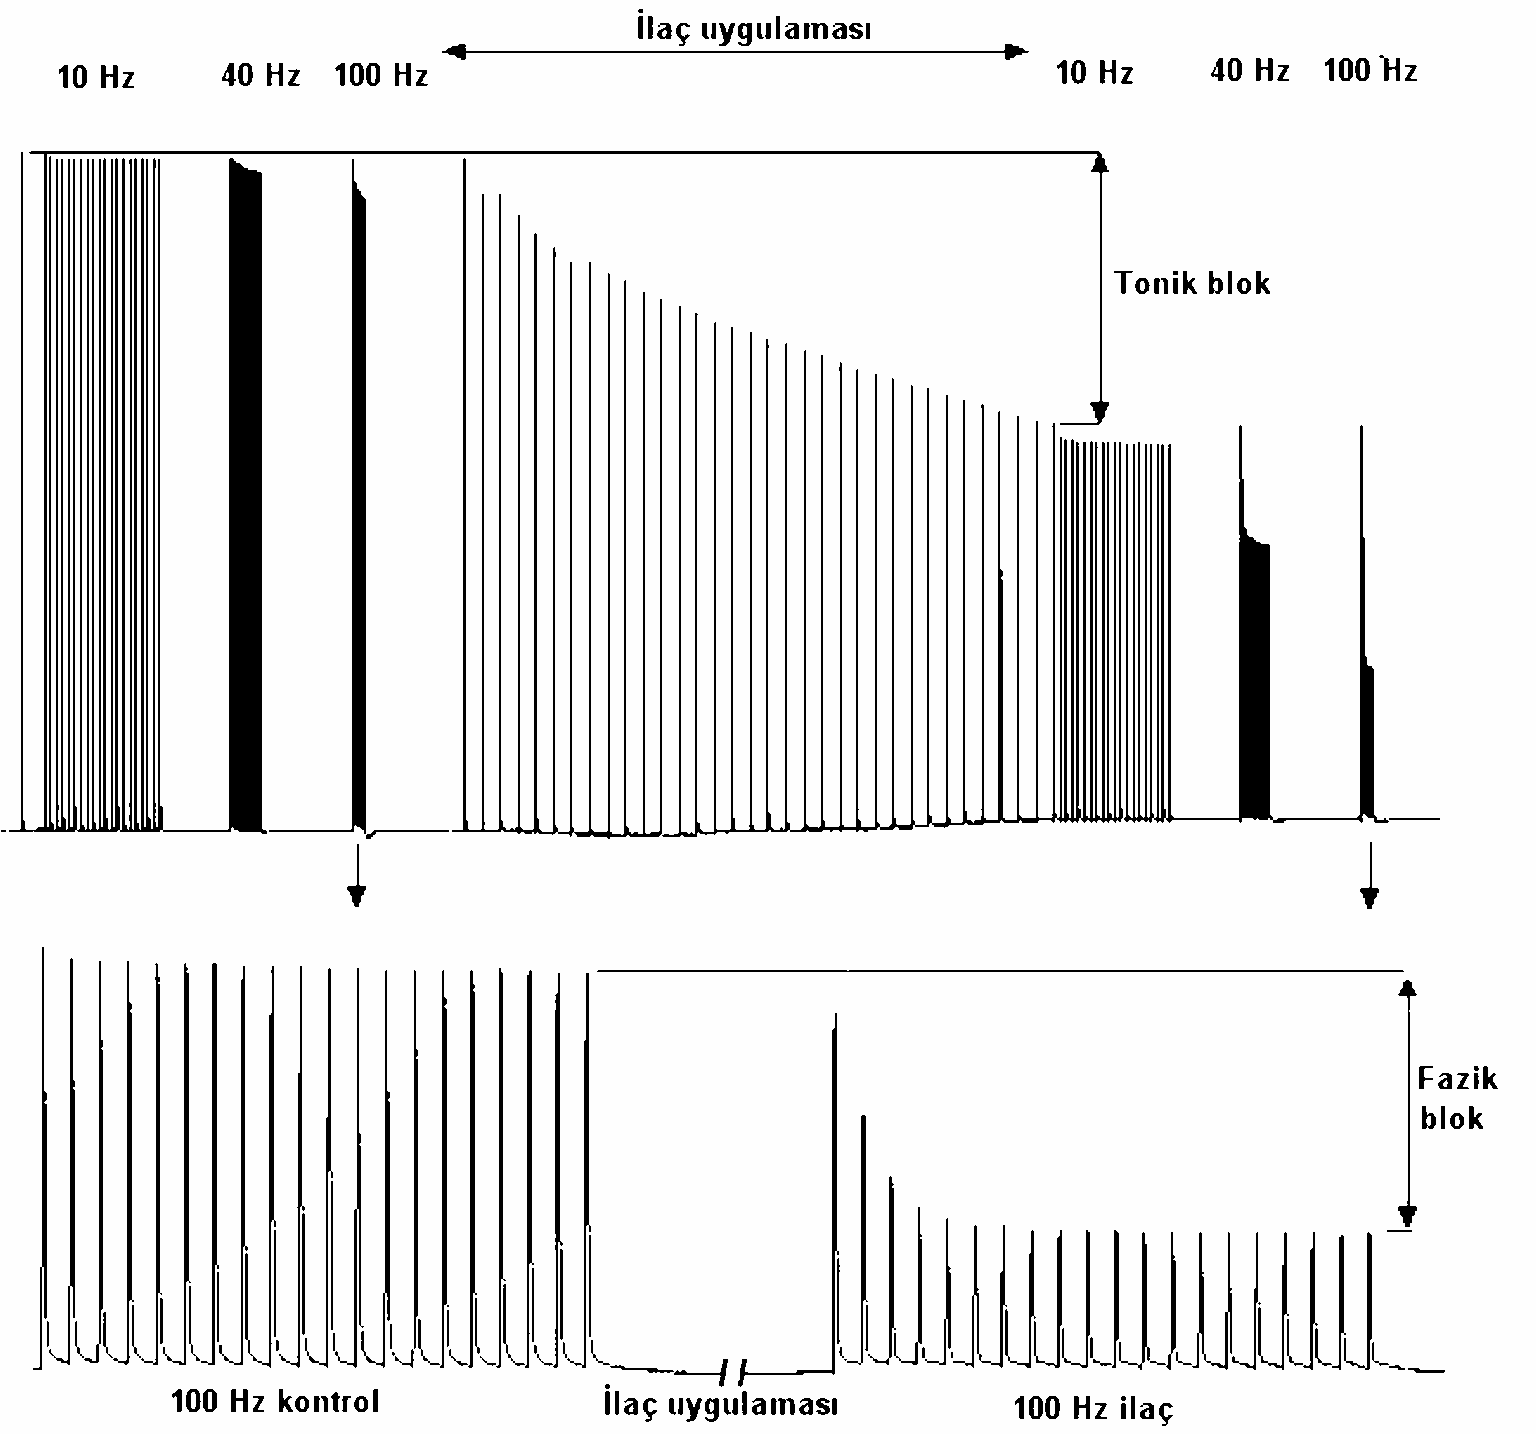 İlaç uygulaması
10 Hz 40 Hz 100 Hz 10 Hz 40 Hz 100 Hz
Tonik blok
Fazik
blok
100 Hz kontrol İlaç uygulaması 100 Hz ilaç